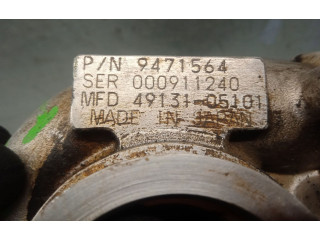 P/N 9471564
SER 000911240
MFD 49131-05101
MADE IN JAPAN